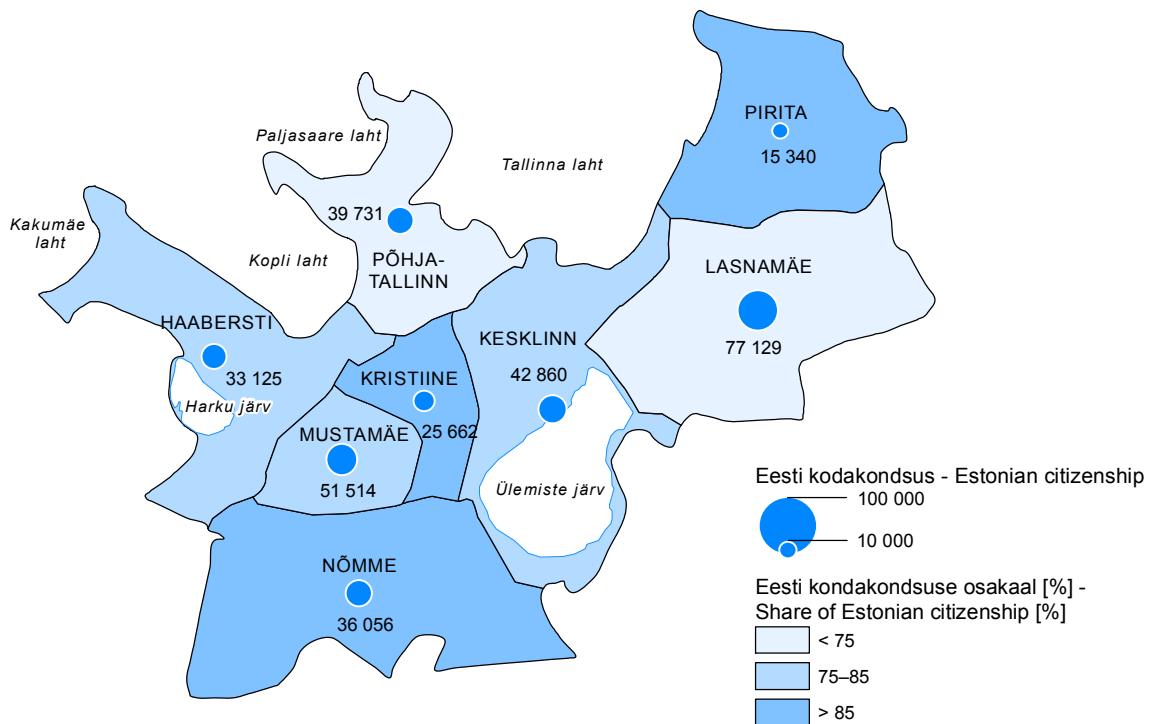 PIRITA
15 340
Paljasaare laht
Tallinna laht
39 731
Kakumäe
laht
Kopli laht
PÕHJA-
TALLINN
LASNAMÄE
77 129
HAABERSTI
33 125
KESKLINN
42 860
KRISTIINE
25 662
Harku järv
MUSTAMÄE
51 514
Ülemiste järv
NÕMME
36 056
Eesti kodakondsus - Estonian citizenship
100 000
10 000
Eesti kondakondsuse osakaal [%] -
Share of Estonian citizenship [%]
< 75
75–85
> 85